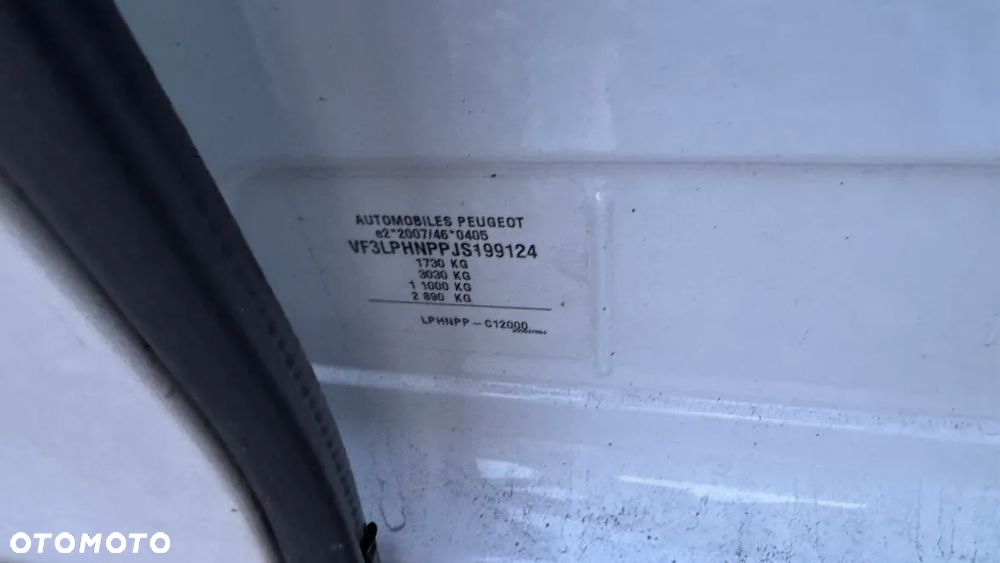 AUTOMOBILES PEUGEOT
e2*2007/46*0405
VF3LPHNPPJS199124
1730 KG
3030 KG
1 1000 KG
2 890 KG
LPHNPP - C12000
OTOMOTO